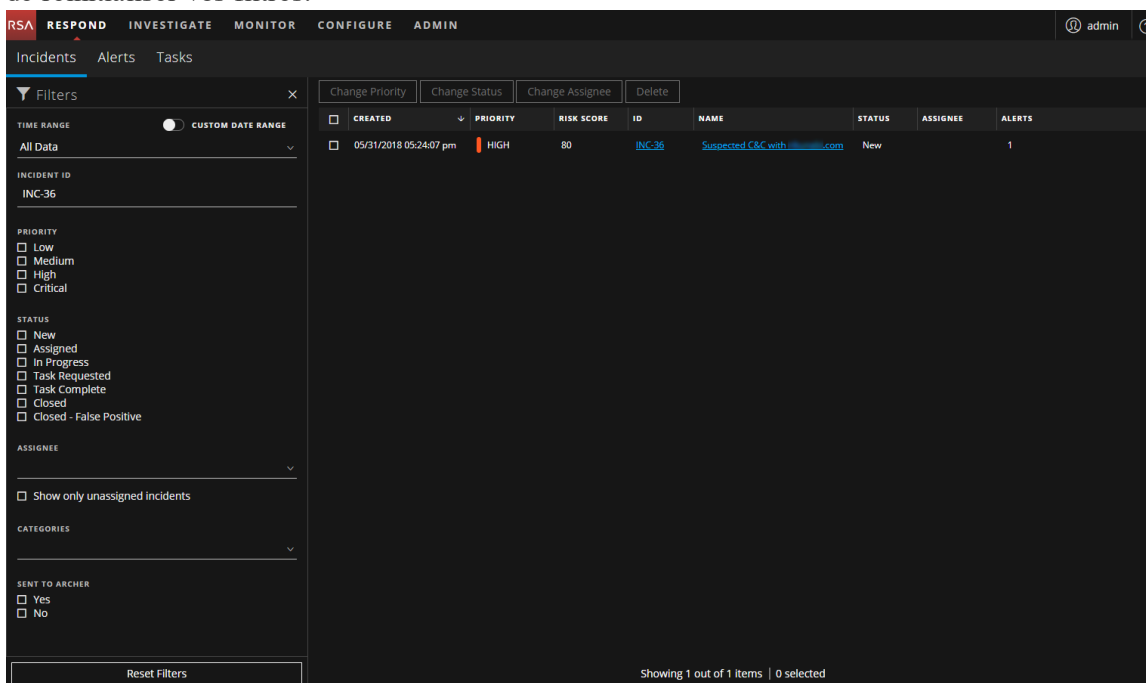 RSA RESPOND INVESTIGATE MONITOR CONFIGURE ADMIN admin
Incidents Alerts Tasks
Filters
TIME RANGE CUSTOM DATE RANGE
All Data
INCIDENT ID
INC-36
PRIORITY
Low
Medium
High
Critical
STATUS
New
Assigned
In Progress
Task Requested
Task Complete
Closed
Closed - False Positive
ASSIGNEE
Show only unassigned incidents
CATEGORIES
SENT TO ARCHER
Yes
No
Reset Filters
Change Priority Change Status Change Assignee Delete
CREATED PRIORITY RISK SCORE ID NAME STATUS ASSIGNEE ALERTS
05/31/2018 05:24:07 pm HIGH 80 INC-36 Suspected C&C with .com New 1
Showing 1 out of 1 items | 0 selected